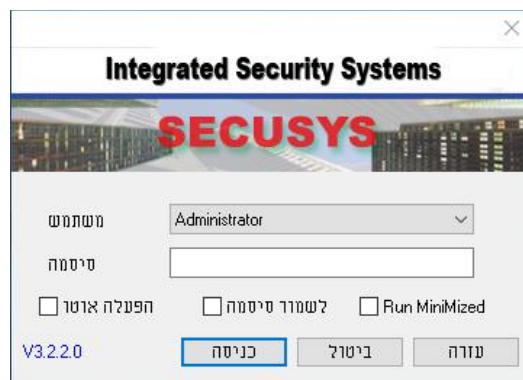 Integrated Security Systems
SECUSYS
משתמש
Administrator
סיסמה
הפעלה אוטו
לשמור סיסמה
Run MiniMized
V3.2.2.0
כניסה
ביטול
עזרה